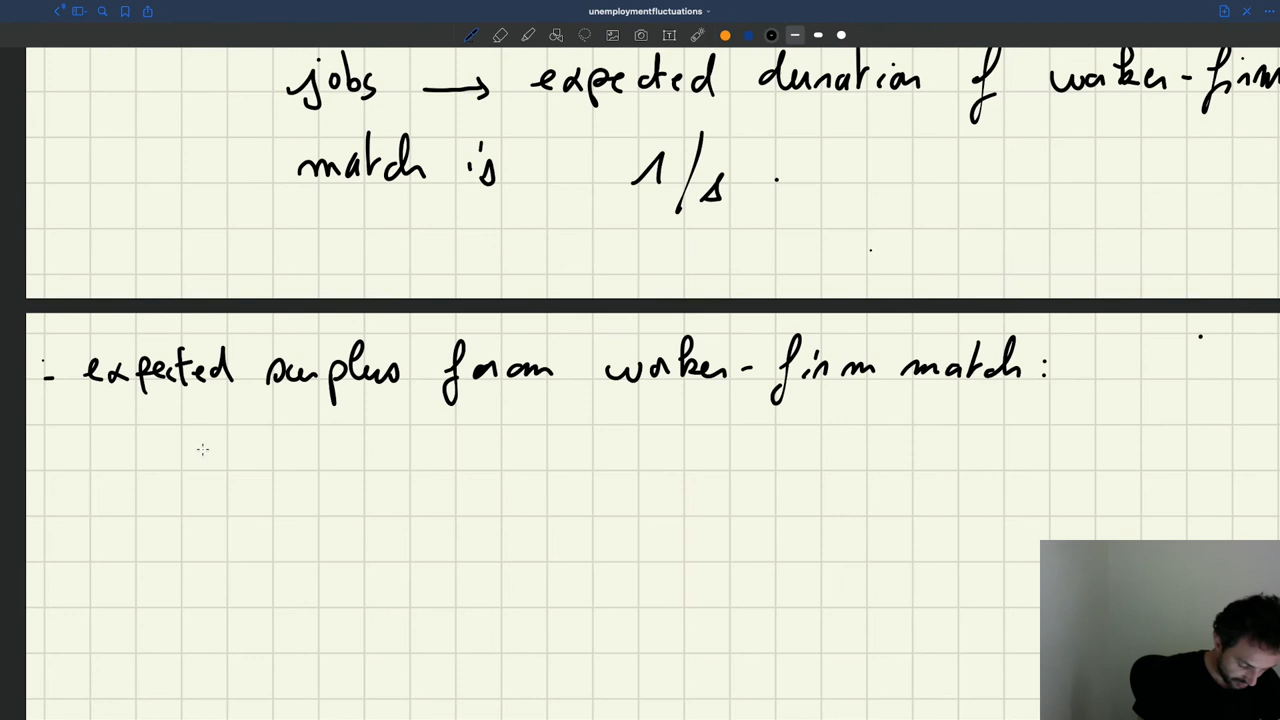 unemploymentfluctuations
jobs → expected duration of worker-firm
match is 1/s .
- expected surplus from worker-firm match: